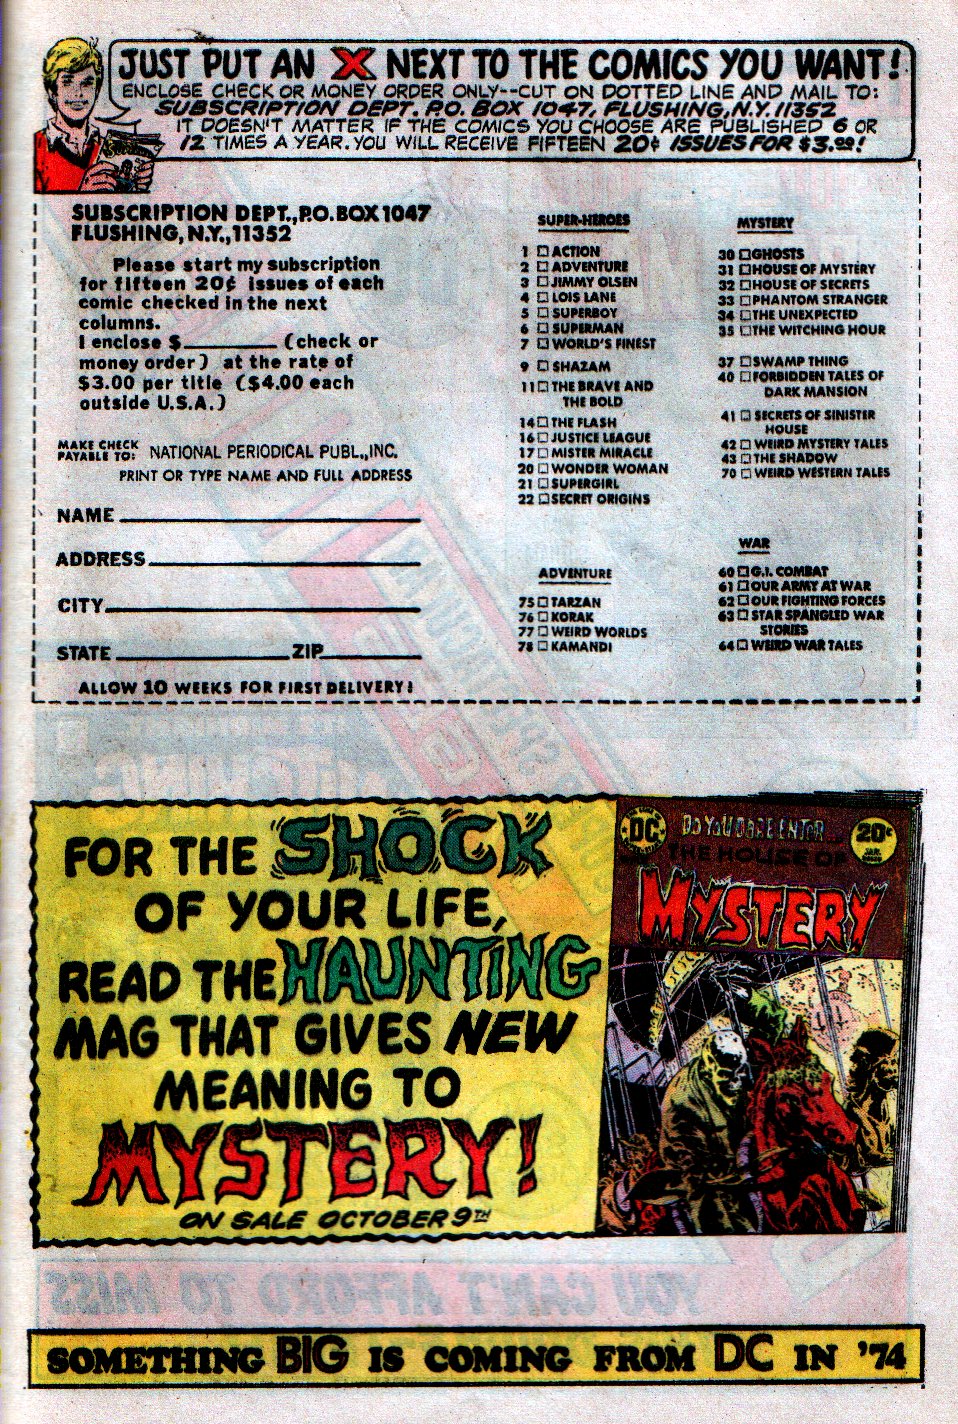 JUST PUT AN X NEXT TO THE COMICS YOU WANT!
ENCLOSE CHECK OR MONEY ORDER ONLY--CUT ON DOTTED LINE AND MAIL TO:
SUBSCRIPTION DEPT. P.O. BOX 1047, FLUSHING, N.Y. 11352
IT DOESN'T MATTER IF THE COMICS YOU CHOOSE ARE PUBLISHED 6 OR
12 TIMES A YEAR. YOU WILL RECEIVE FIFTEEN 20¢ ISSUES FOR $3.00!
SUBSCRIPTION DEPT., P.O. BOX 1047
FLUSHING, N.Y., 11352
Please start my subscription
for fifteen 20¢ issues of each
comic checked in the next
columns.
I enclose $ (check or
money order) at the rate of
$3.00 per title ($4.00 each
outside U.S.A.)
MAKE CHECK
PAYABLE TO: NATIONAL PERIODICAL PUBL., INC.
PRINT OR TYPE NAME AND FULL ADDRESS
NAME
ADDRESS
CITY
STATE ZIP
ALLOW 10 WEEKS FOR FIRST DELIVERY!
SUPER-HEROES
1 ACTION
2 ADVENTURE
3 JIMMY OLSEN
4 LOIS LANE
5 SUPERBOY
6 SUPERMAN
7 WORLD'S FINEST
9 SHAZAM
11 THE BRAVE AND
THE BOLD
14 THE FLASH
16 JUSTICE LEAGUE
17 MISTER MIRACLE
20 WONDER WOMAN
21 SUPERGIRL
22 SECRET ORIGINS
ADVENTURE
75 TARZAN
76 KORAK
77 WEIRD WORLDS
78 KAMANDI
MYSTERY
30 GHOSTS
31 HOUSE OF MYSTERY
32 HOUSE OF SECRETS
33 PHANTOM STRANGER
34 THE UNEXPECTED
35 THE WITCHING HOUR
37 SWAMP THING
40 FORBIDDEN TALES OF
DARK MANSION
41 SECRETS OF SINISTER
HOUSE
42 WEIRD MYSTERY TALES
43 THE SHADOW
70 WEIRD WESTERN TALES
WAR
60 G.I. COMBAT
61 OUR ARMY AT WAR
62 OUR FIGHTING FORCES
63 STAR SPANGLED WAR
STORIES
64 WEIRD WAR TALES
FOR THE SHOCK
OF YOUR LIFE,
READ THE HAUNTING
MAG THAT GIVES NEW
MEANING TO
MYSTERY!
ON SALE OCTOBER 9TH
DC
DO YOU DARE ENTER...
THE HOUSE OF
MYSTERY
20¢
JAN.
YOU CAN'T AFFORD TO MISS
SOMETHING BIG IS COMING FROM DC IN '74